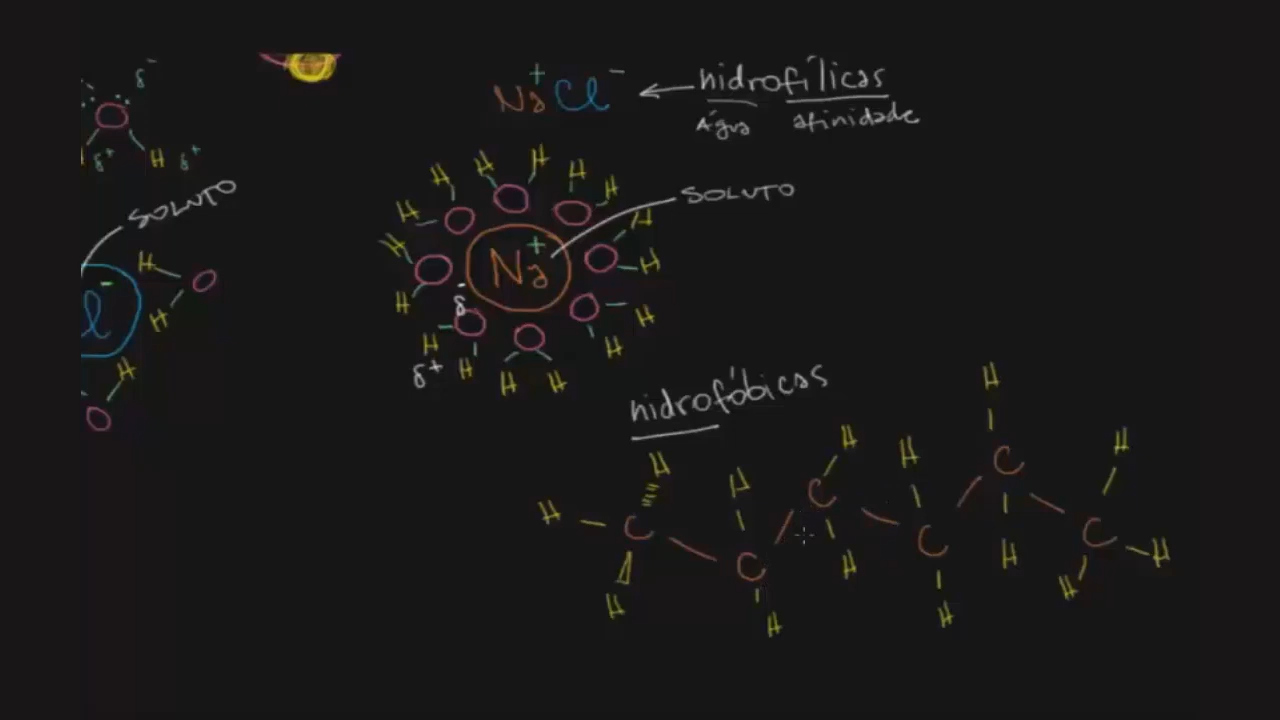 δ-
Na+ Cl- ← hidrofílicas
Água afinidade
O
H δ+ H δ+
SOLUTO
H H H H H H H H H H H H H H H H
O O O O O O O O
Na+
SOLUTO
l-
H H O
H O
δ-
δ+
hidrofóbicas
H H H H H H H
C C C C C C
H H H H H H H